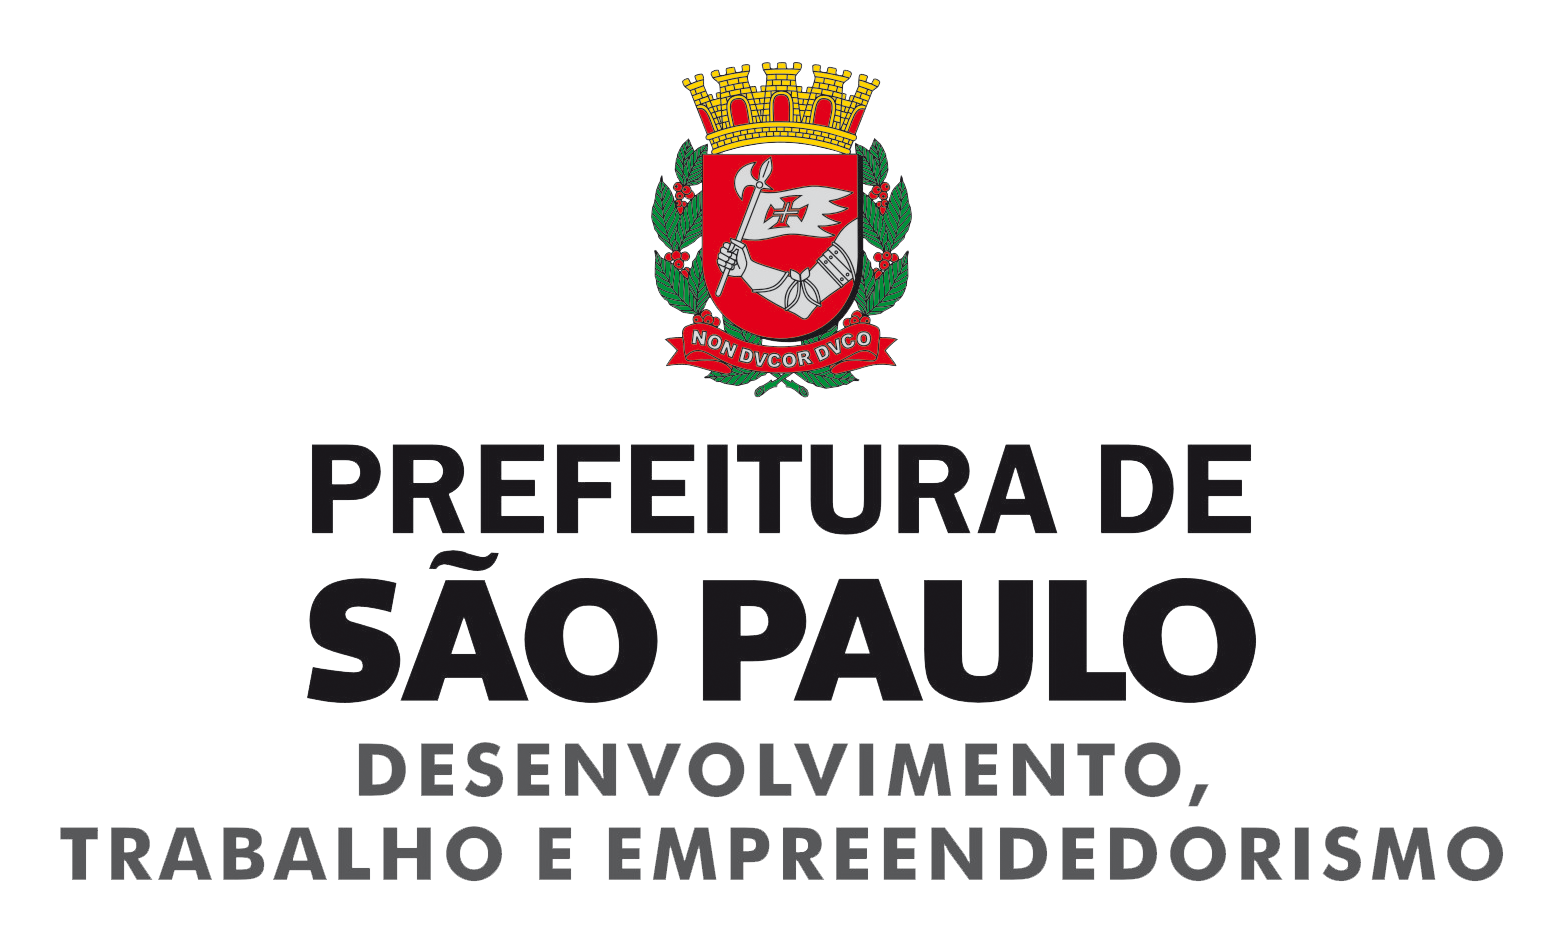 NON DVCOR DVCO
PREFEITURA DE
SÃO PAULO
DESENVOLVIMENTO,
TRABALHO E EMPREENDEDORISMO